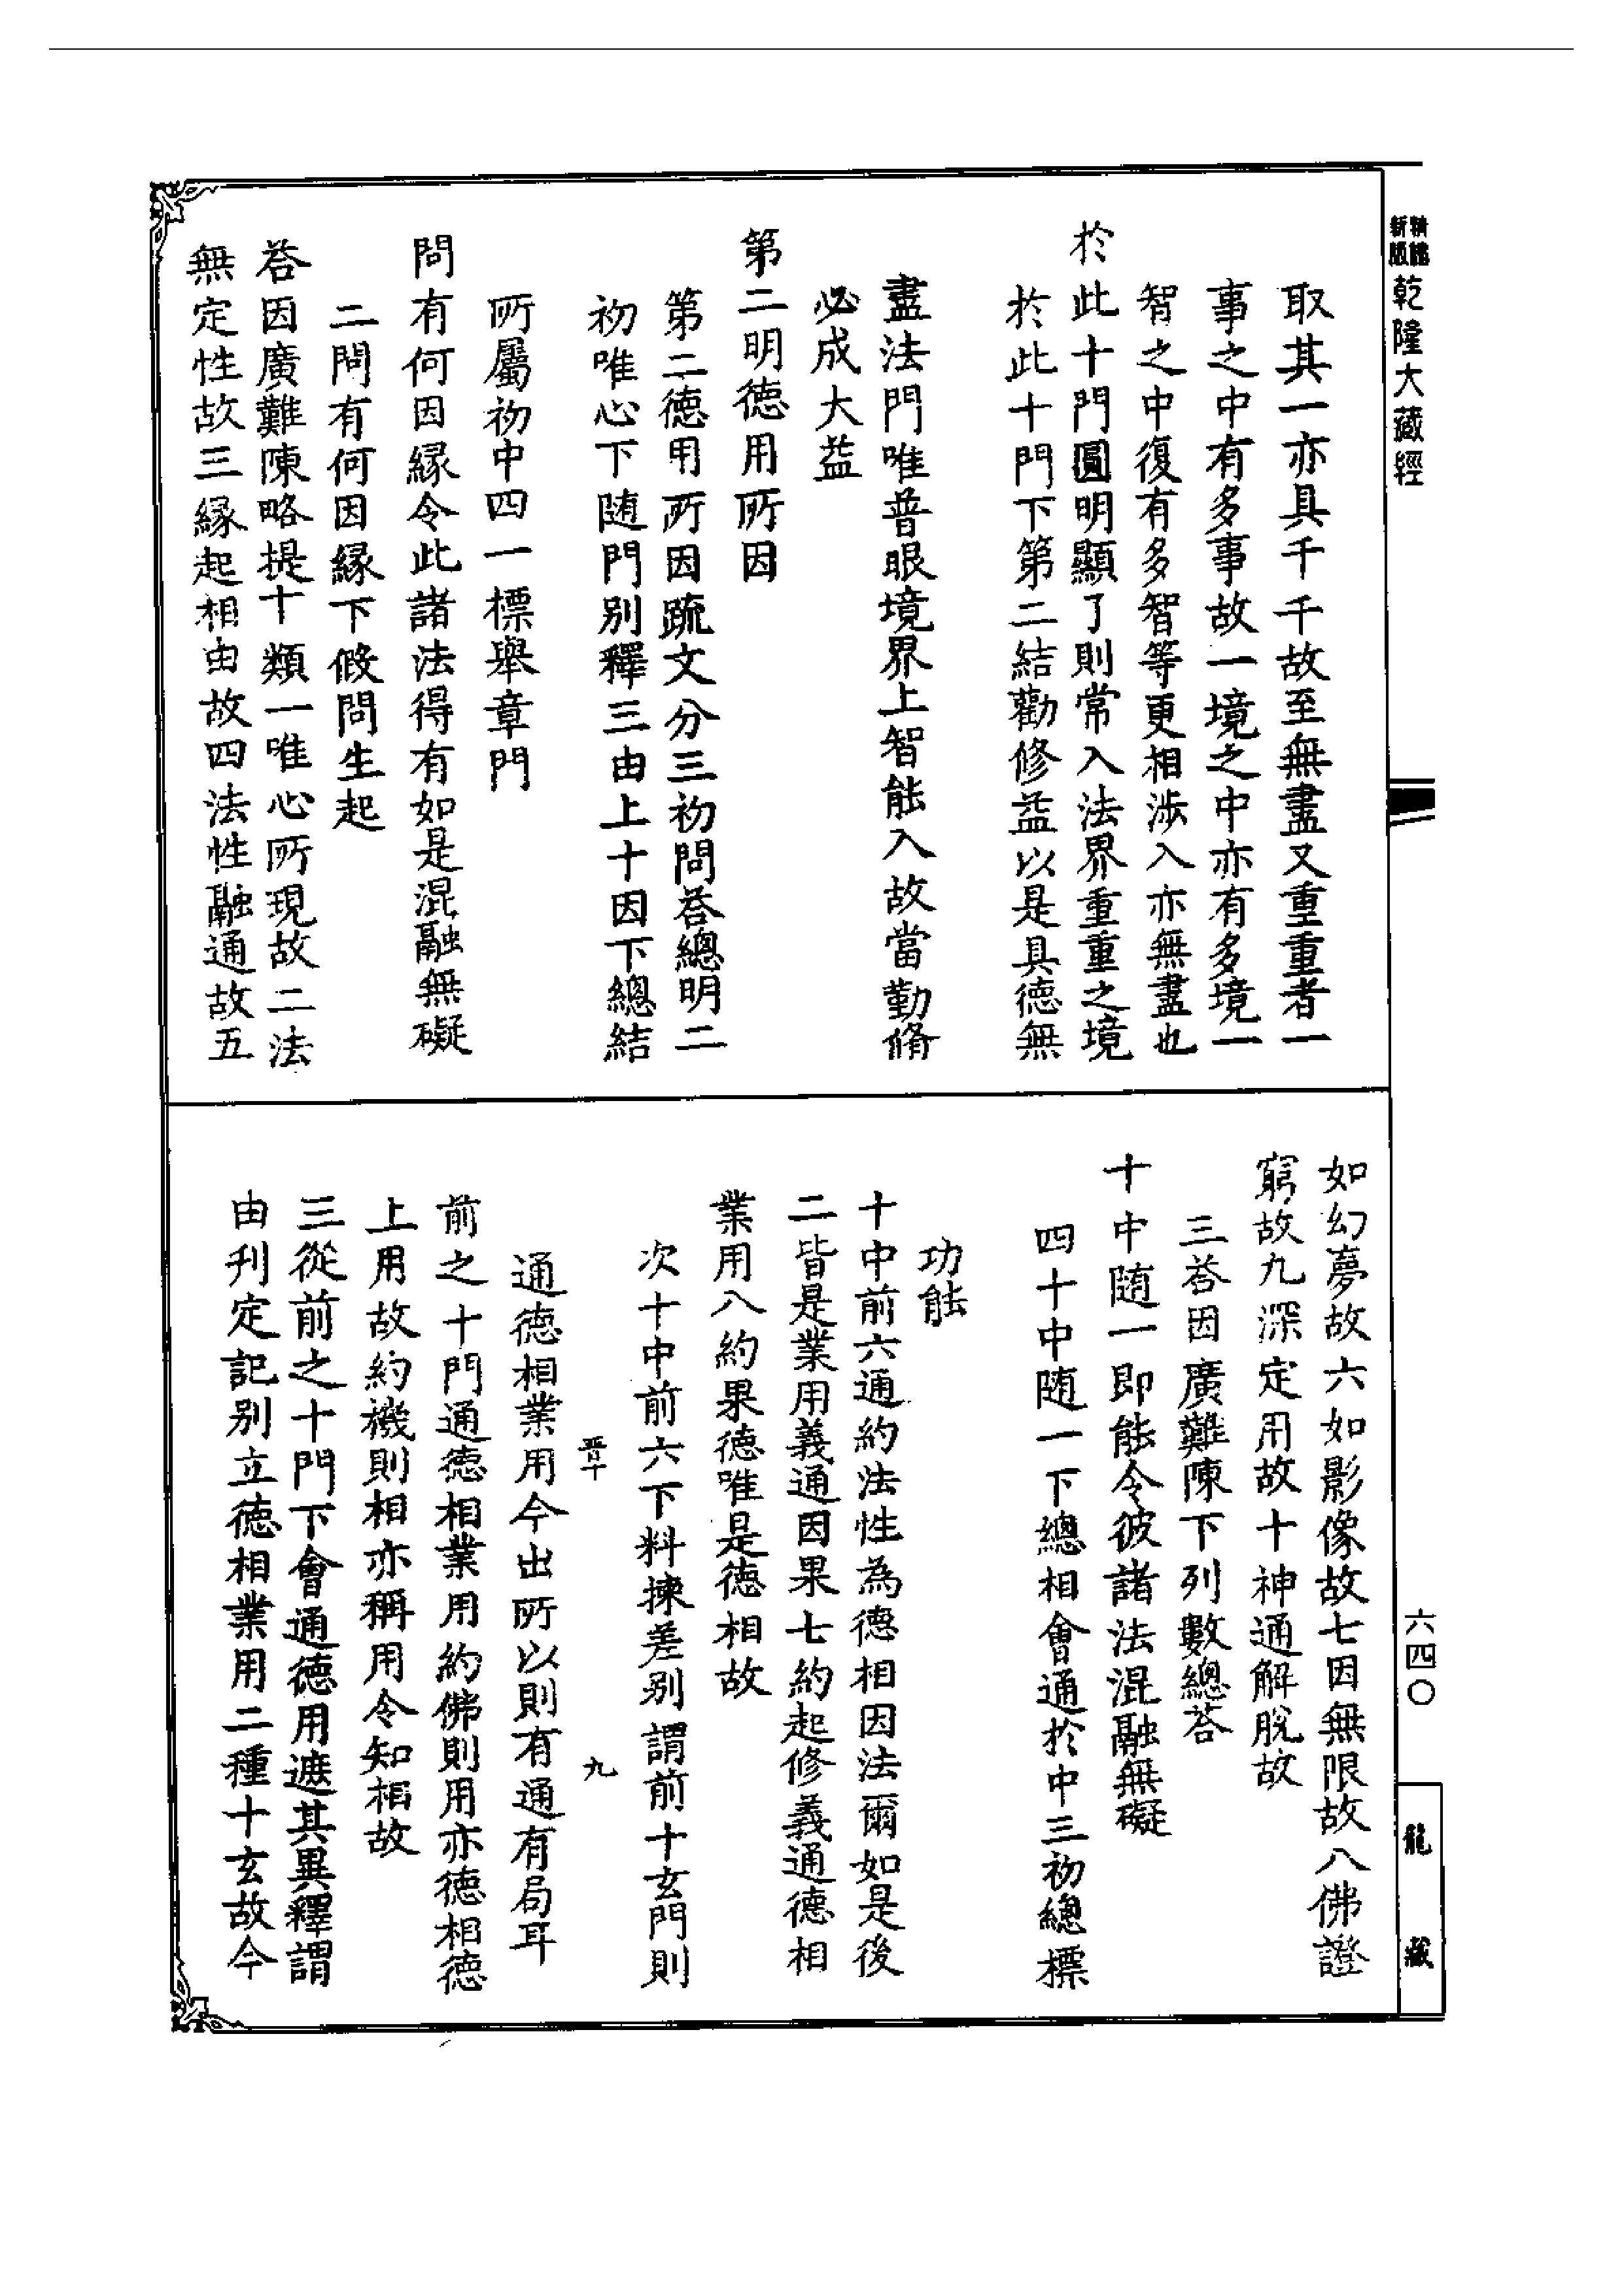 新版
精縮
乾隆大藏經
取其一亦具千千故至無盡又重重者一
事之中有多事故一境之中亦有多境一
智之中復有多智等更相涉入亦無盡也
於此十門圓明顯了則常入法界重重之境
於此十門下第二結勸修益以是具德無
盡法門唯普眼境界上智能入故當勤脩
必成大益
第二明德用所因
第二德用所因疏文分三初問荅總明二
初唯心下隨門別釋三由上十因下總結
所屬初中四一標舉章門
問有何因緣令此諸法得有如是混融無礙
二問有何因緣下假問生起
荅因廣難陳略提十類一唯心所現故二法
無定性故三緣起相由故四法性融通故五
如幻夢故六如影像故七因無限故八佛證
窮故九深定用故十神通解脫故
三荅因廣難陳下列數總荅
十中随一即能令彼諸法混融無礙
四十中随一下總相會通於中三初總標
功能
十中前六通約法性為德相因法爾如是後
二皆是業用義通因果七約起修義通德相
業用八約果德唯是德相故
次十中前六下料揀差別謂前十玄門則
九
通德相業用今出所以則有通有局耳
前之十門通德相業用約佛則用亦德相德
上用故約機則相亦稱用令知相故
三從前之十門下會通德用遮其異釋謂
由刋定記別立德相業用二種十玄故今
六四〇
龍藏